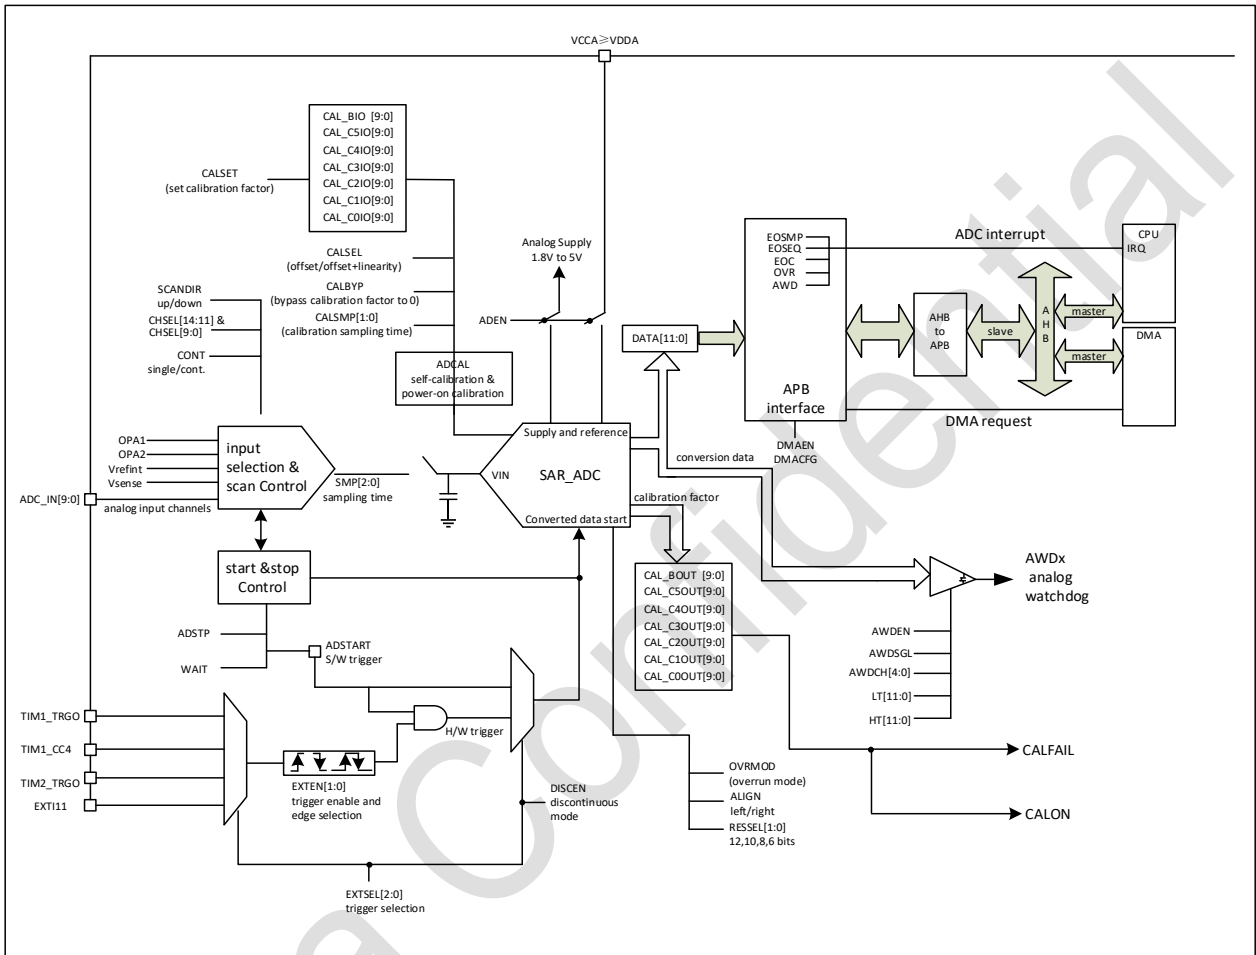 VCCA≥VDDA
CAL_BIO [9:0]
CAL_C5IO[9:0]
CAL_C4IO[9:0]
CAL_C3IO[9:0]
CAL_C2IO[9:0]
CAL_C1IO[9:0]
CAL_C0IO[9:0]
CALSET
(set calibration factor)
CALSEL
(offset/offset+linearity)
CALBYP
(bypass calibration factor to 0)
CALSMP[1:0]
(calibration sampling time)
SCANDIR
up/down
CHSEL[14:11] &
CHSEL[9:0]
CONT
single/cont.
ADCAL
self-calibration &
power-on calibration
Analog Supply
1.8V to 5V
ADEN
DATA[11:0]
EOSMP
EOSEQ
EOC
OVR
AWD
APB
interface
DMAEN
DMACFG
ADC interrupt
CPU
IRQ
AHB
to
APB
slave
A
H
B
master
master
DMA
DMA request
OPA1
OPA2
Vrefint
Vsense
ADC_IN[9:0]
analog input channels
input
selection &
scan Control
SMP[2:0]
sampling time
VIN
Supply and reference
SAR_ADC
Converted data start
conversion data
calibration factor
start &stop
Control
ADSTP
WAIT
ADSTART
S/W trigger
CAL_BOUT [9:0]
CAL_C5OUT[9:0]
CAL_C4OUT[9:0]
CAL_C3OUT[9:0]
CAL_C2OUT[9:0]
CAL_C1OUT[9:0]
CAL_C0OUT[9:0]
AWDx
analog
watchdog
AWDEN
AWDSGL
AWDCH[4:0]
LT[11:0]
HT[11:0]
TIM1_TRGO
TIM1_CC4
TIM2_TRGO
EXTI11
H/W trigger
EXTEN[1:0]
trigger enable and
edge selection
DISCEN
discontinuous
mode
EXTSEL[2:0]
trigger selection
OVRMOD
(overrun mode)
ALIGN
left/right
RESSEL[1:0]
12,10,8,6 bits
CALFAIL
CALON
a Confidential